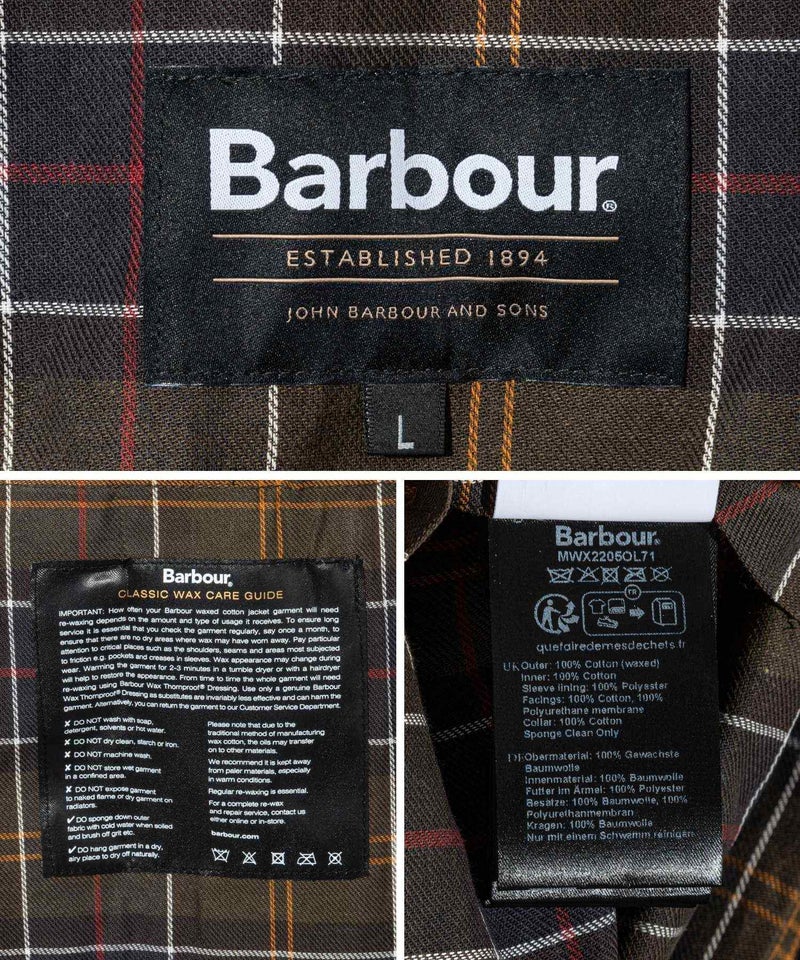 Barbour®
ESTABLISHED 1894
JOHN BARBOUR AND SONS
L
Barbour®
CLASSIC WAX CARE GUIDE
IMPORTANT: How often your Barbour waxed cotton jacket garment will need
re-waxing depends on the amount and type of usage it receives. To ensure long
service it is essential that you check the garment regularly, say once a month, to
ensure that there are no dry areas where wax may have worn away. Pay particular
attention to critical places such as the shoulders, seams and areas most subjected
to friction e.g. pockets and creases in sleeves. Wax appearance may change during
wear. Warming the garment for 2-3 minutes in a tumble dryer or with a hairdryer
will help to restore the appearance. From time to time the whole garment will need
re-waxing using Barbour Wax Thornproof® Dressing. Use only a genuine Barbour
Wax Thornproof® Dressing as substitutes are invariably less effective and can harm the
garment. Alternatively, you can return the garment to our Customer Service Department.
✗ DO NOT wash with soap,
detergent, solvents or hot water.
✗ DO NOT dry clean, starch or iron.
✗ DO NOT machine wash.
✗ DO NOT store wet garment
in a confined area.
✗ DO NOT expose garment
to naked flame or dry garment on
radiators.
✔ DO sponge down outer
fabric with cold water when soiled
and brush off grit etc.
✔ DO hang garment in a dry,
airy place to dry off naturally.
Please note that due to the
traditional method of manufacturing
wax cotton, the oils may transfer
on to other materials.
We recommend it is kept away
from paler materials, especially
in warm conditions.
Regular re-waxing is essential.
For a complete re-wax
and repair service, contact us
either online or in-store.
barbour.com
Barbour®
MWX2205OL71
FR
quefairedemesdechets.fr
UK Outer: 100% Cotton (waxed)
Inner: 100% Cotton
Sleeve lining: 100% Polyester
Facings: 100% Cotton, 100%
Polyurethane membrane
Collar: 100% Cotton
Sponge Clean Only
DE Obermaterial: 100% Gewachste
Baumwolle
Innenmaterial: 100% Baumwolle
Futter im Ärmel: 100% Polyester
Besätze: 100% Baumwolle, 100%
Polyurethanmembran
Kragen: 100% Baumwolle
Nur mit einem Schwamm reinigen